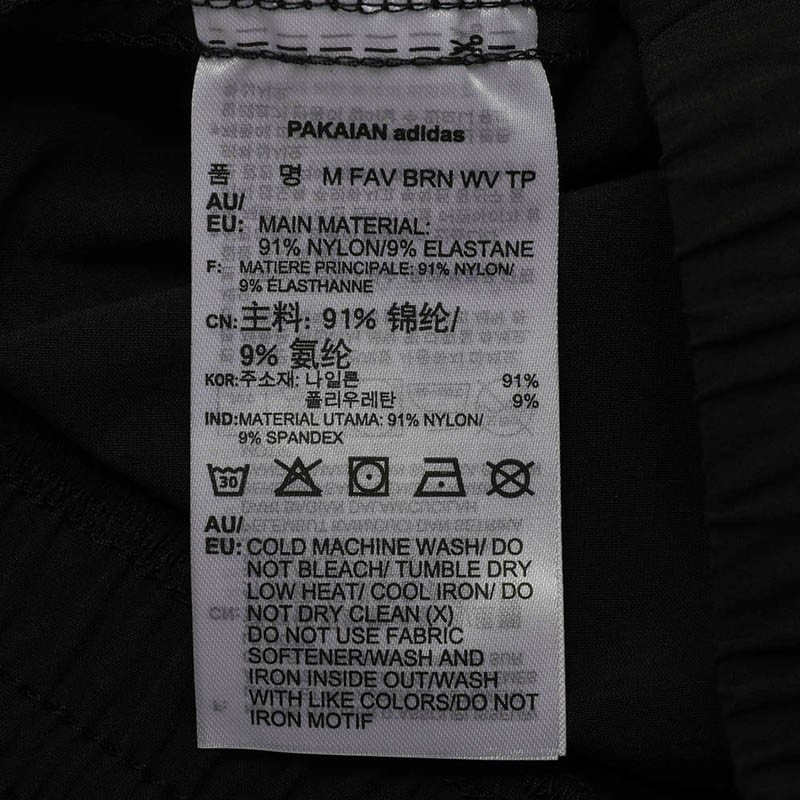 PAKAIAN adidas
품 명 M FAV BRN WV TP
AU/
EU: MAIN MATERIAL:
91% NYLON/9% ELASTANE
F: MATIERE PRINCIPALE: 91% NYLON/
9% ÉLASTHANNE
CN:主料: 91% 锦纶/
9% 氨纶
KOR:주소재: 나일론 91%
폴리우레탄 9%
IND:MATERIAL UTAMA: 91% NYLON/
9% SPANDEX
30
AU/
EU: COLD MACHINE WASH/ DO
NOT BLEACH/ TUMBLE DRY
LOW HEAT/ COOL IRON/ DO
NOT DRY CLEAN (X)
DO NOT USE FABRIC
SOFTENER/WASH AND
IRON INSIDE OUT/WASH
WITH LIKE COLORS/DO NOT
IRON MOTIF